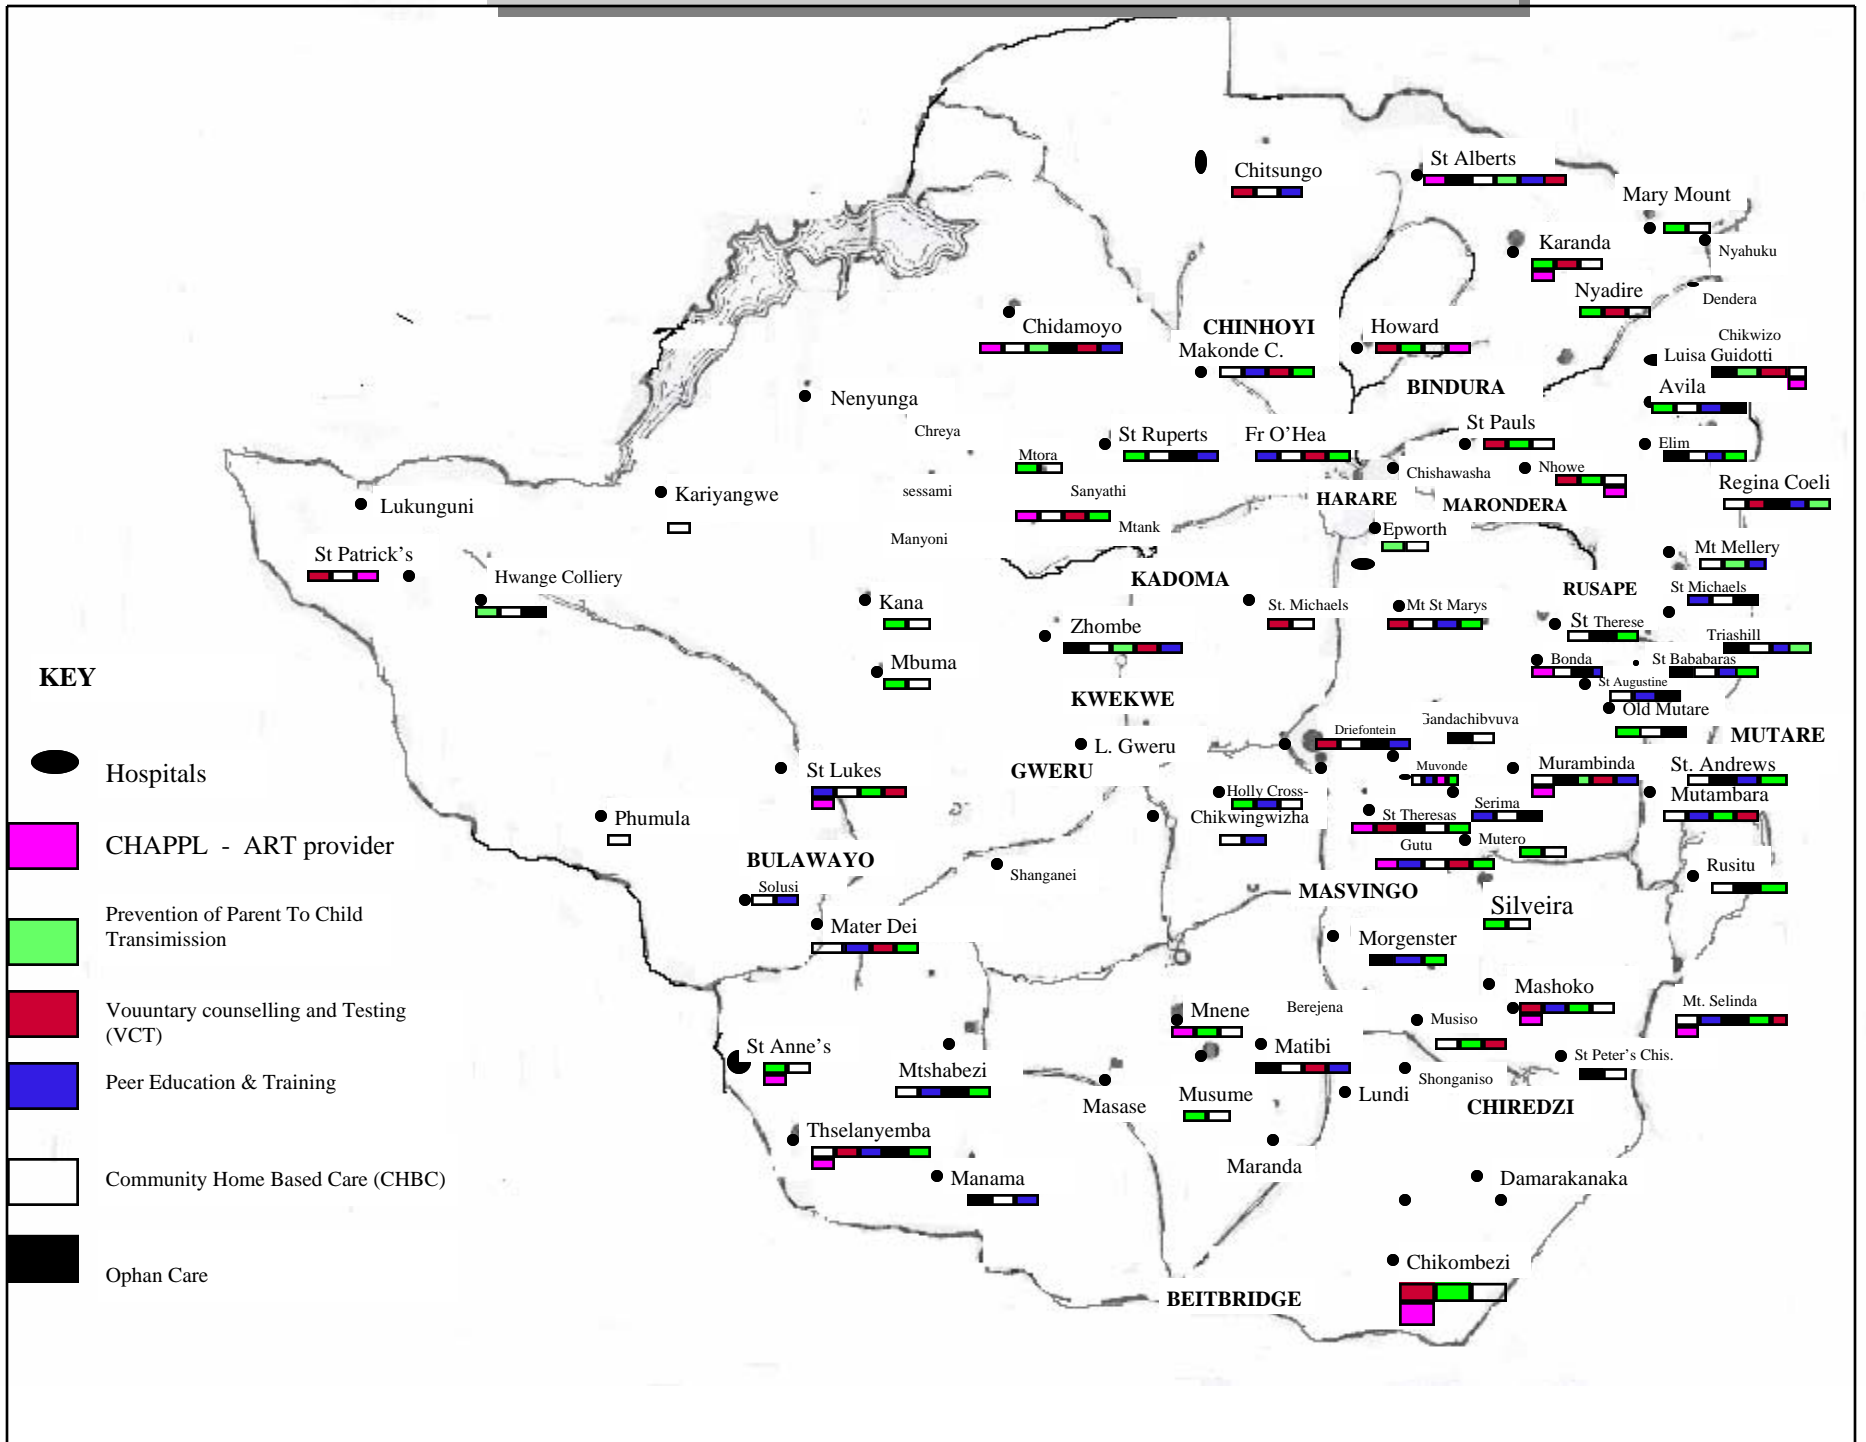 St Alberts
Chitsungo
Mary Mount
Karanda
Nyahuku
Nyadire
Dendera
Chidamoyo
CHINHOYI
Howard
Chikwizo
Makonde C.
Luisa Guidotti
BINDURA
Avila
Nenyunga
St Pauls
Chreya
St Ruperts
Fr O'Hea
Elim
Mtora
Chishawasha
Nhowe
Regina Coeli
Kariyangwe
sessami
Sanyathi
HARARE
MARONDERA
Lukunguni
Mtank
Epworth
Manyoni
Mt Mellery
St Patrick's
Hwange Colliery
KADOMA
RUSAPE
St Michaels
Kana
St. Michaels
Mt St Marys
St Therese
Zhombe
Triashill
Mbuma
Bonda
St Bababaras
KEY
St Augustine
KWEKWE
Old Mutare
Gandachibvuva
Driefontein
MUTARE
L. Gweru
GWERU
Hospitals
St Lukes
Muvonde
Murambinda
St. Andrews
Holly Cross-
Mutambara
Phumula
Chikwingwizha
Serima
St Theresas
CHAPPL - ART provider
Gutu
Mutero
BULAWAYO
Shanganei
Rusitu
Solusi
MASVINGO
Silveira
Prevention of Parent To Child
Transimission
Mater Dei
Morgenster
Mashoko
Vouuntary counselling and Testing
(VCT)
Mnene
Berejena
Musiso
Mt. Selinda
St Anne's
Matibi
St Peter's Chis.
Mtshabezi
Shonganiso
Peer Education & Training
Masase
Musume
Lundi
CHIREDZI
Thselanyemba
Maranda
Community Home Based Care (CHBC)
Manama
Damarakanaka
Ophan Care
Chikombezi
BEITBRIDGE